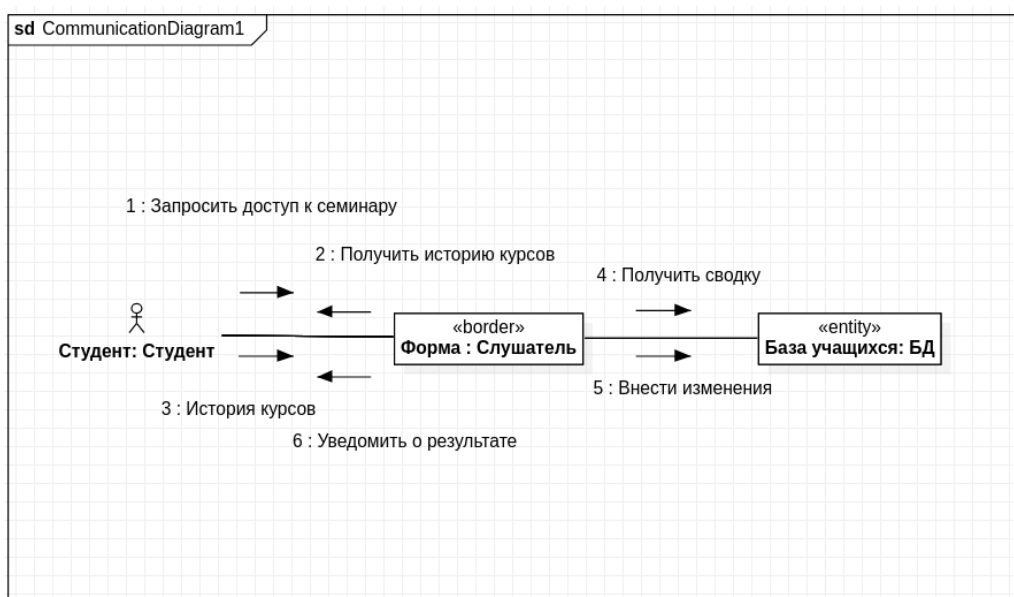 sd CommunicationDiagram1
1 : Запросить доступ к семинару
2 : Получить историю курсов
4 : Получить сводку
«border»
Форма : Слушатель
«entity»
База учащихся: БД
Студент: Студент
5 : Внести изменения
3 : История курсов
6 : Уведомить о результате